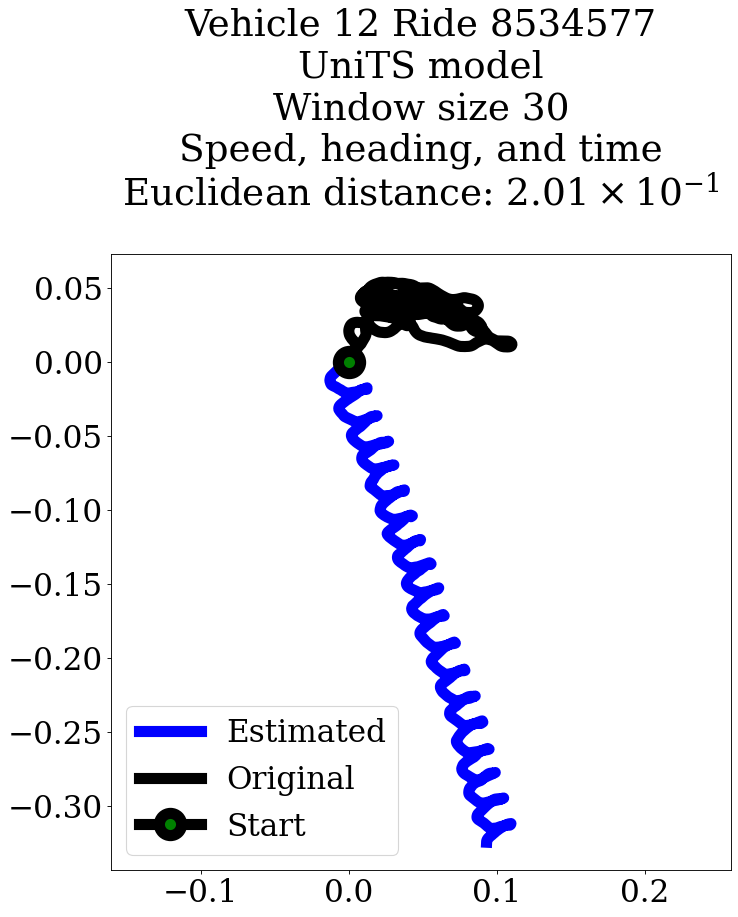 Vehicle 12 Ride 8534577
UniTS model
Window size 30
Speed, heading, and time
Euclidean distance: 2.01 × 10⁻¹
0.05
0.00
−0.05
−0.10
−0.15
−0.20
−0.25
−0.30
Estimated
Original
Start
−0.1 0.0 0.1 0.2